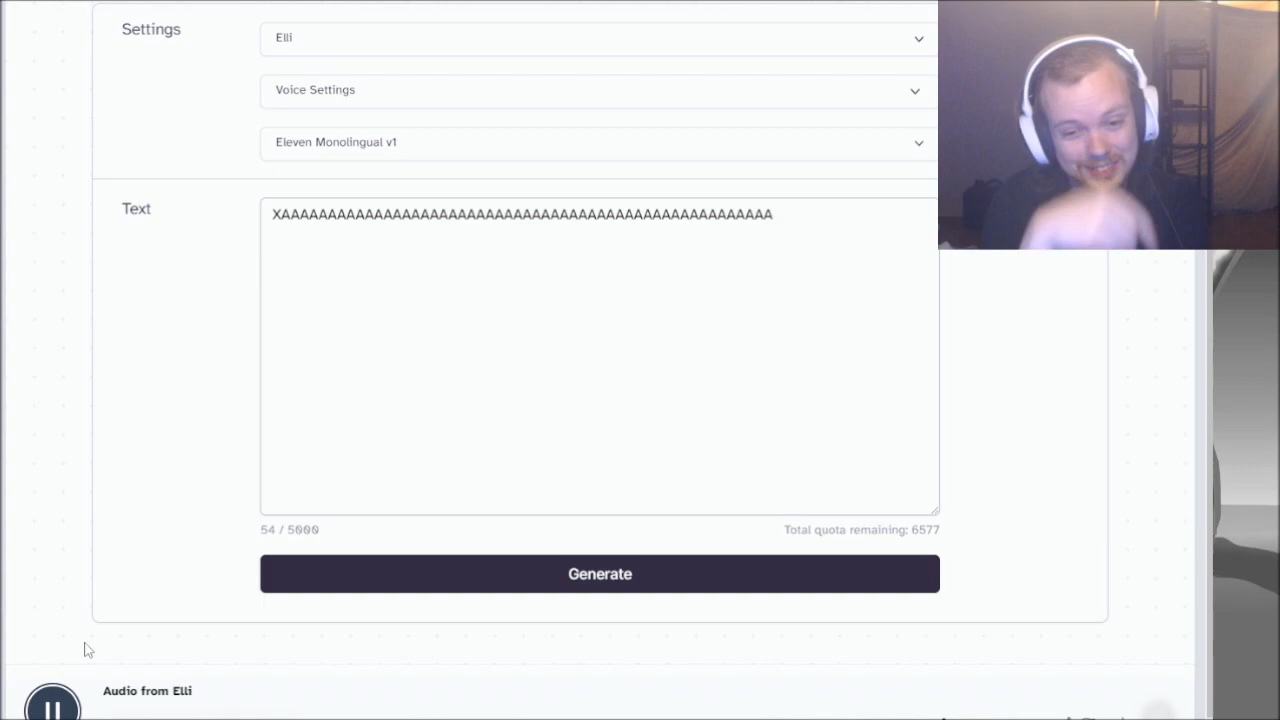 Settings
Elli
Voice Settings
Eleven Monolingual v1
Text
XAAAAAAAAAAAAAAAAAAAAAAAAAAAAAAAAAAAAAAAAAAAAAAAAAAAAA
54 / 5000
Total quota remaining: 6577
Generate
Audio from Elli